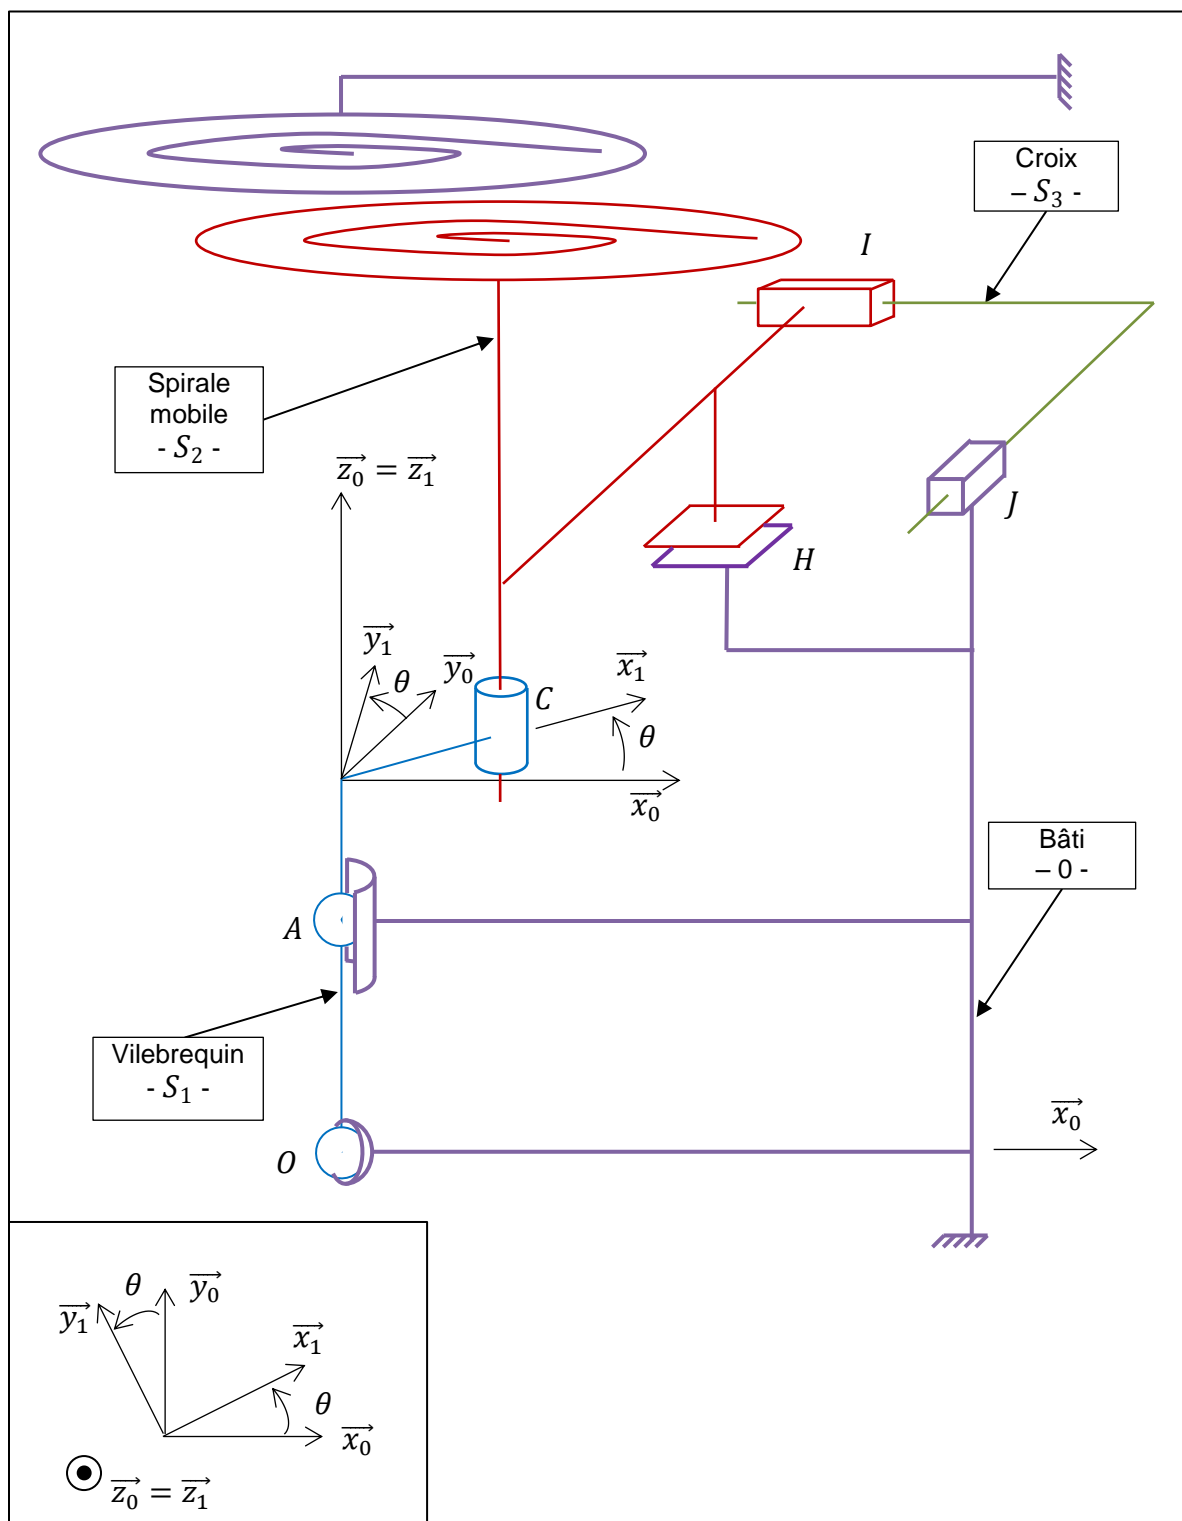 Croix
– S₃ -
I
Spirale
mobile
- S₂ -
z₀⃗ = z₁⃗
J
H
y₁⃗
θ
y₀⃗
C
x₁⃗
θ
x₀⃗
Bâti
– 0 -
A
Vilebrequin
- S₁ -
x₀⃗
O
θ
y₀⃗
y₁⃗
x₁⃗
θ
x₀⃗
z₀⃗ = z₁⃗